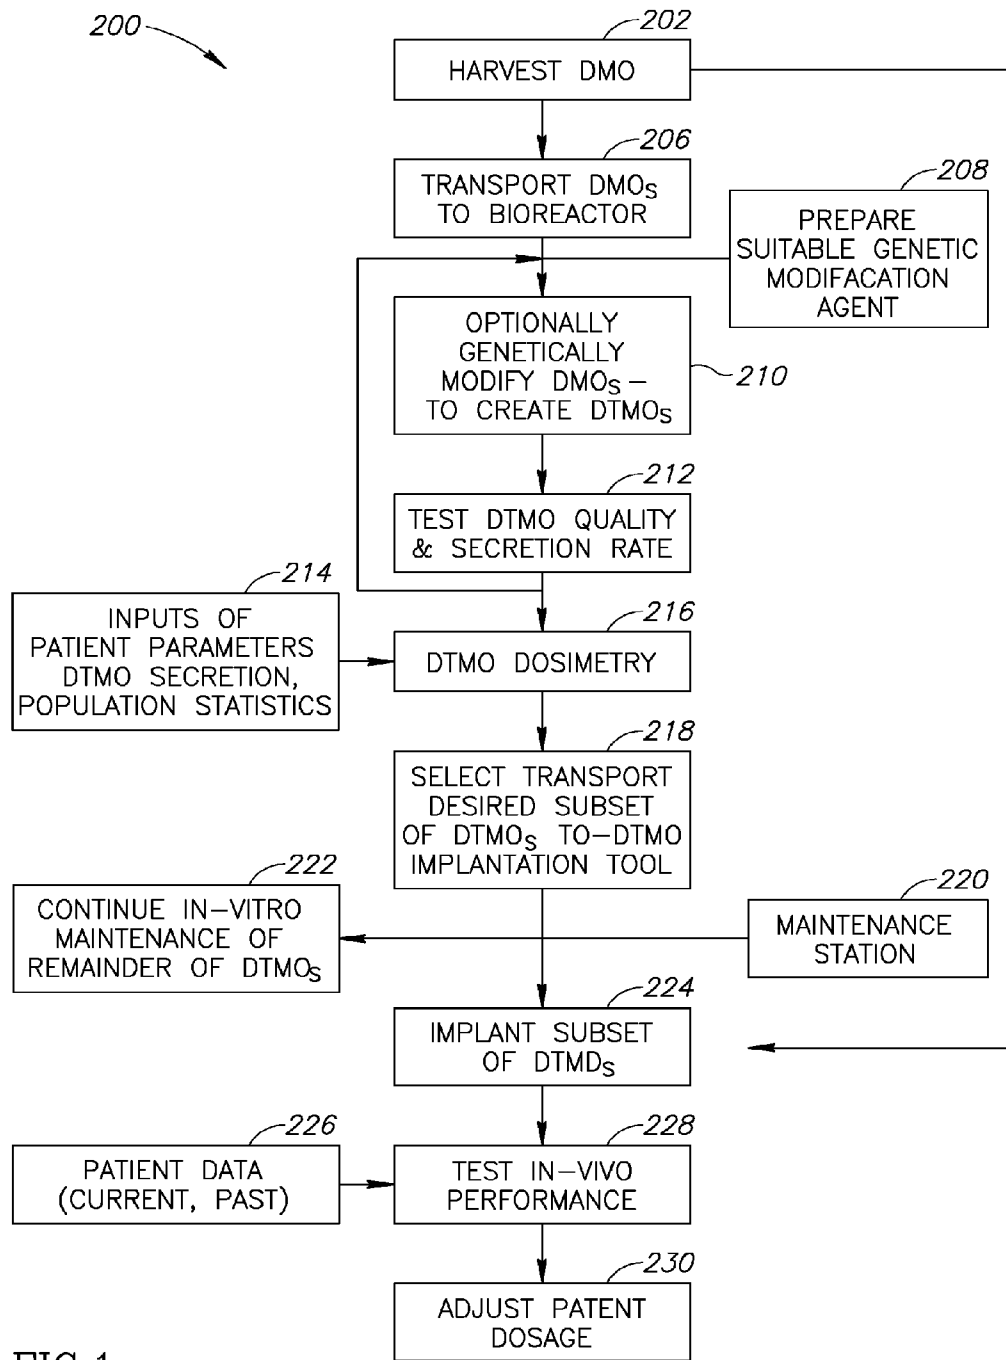 200
202
HARVEST DMO
206
TRANSPORT DMOS
TO BIOREACTOR
208
PREPARE
SUITABLE GENETIC
MODIFACATION
AGENT
OPTIONALLY
GENETICALLY
MODIFY DMOS–
TO CREATE DTMOS
210
212
TEST DTMO QUALITY
& SECRETION RATE
214
INPUTS OF
PATIENT PARAMETERS
DTMO SECRETION,
POPULATION STATISTICS
216
DTMO DOSIMETRY
218
SELECT TRANSPORT
DESIRED SUBSET
OF DTMOS TO–DTMO
IMPLANTATION TOOL
222
CONTINUE IN–VITRO
MAINTENANCE OF
REMAINDER OF DTMOS
220
MAINTENANCE
STATION
224
IMPLANT SUBSET
OF DTMDS
226
PATIENT DATA
(CURRENT, PAST)
228
TEST IN–VIVO
PERFORMANCE
230
ADJUST PATENT
DOSAGE
FIG.1